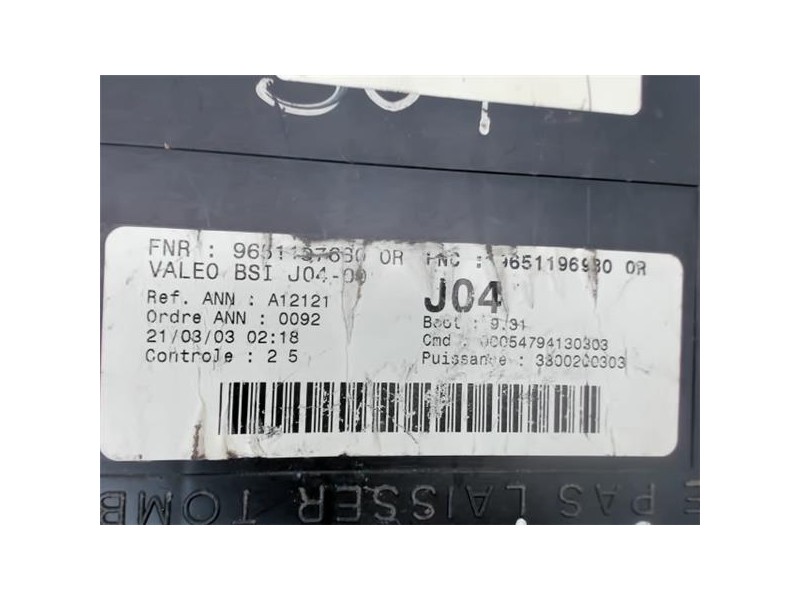 FNR : 9651197680 OR FNC : 9651196980 OR
VALEO BSI J04-00
J04
Ref. ANN : A12121
Ordre ANN : 0092
Boot : 9.31
21/03/03 02:18
Cmd : 00054794130303
Controle : 2 5
Puissance : 3300200303
E PAS LAISSER TOMB